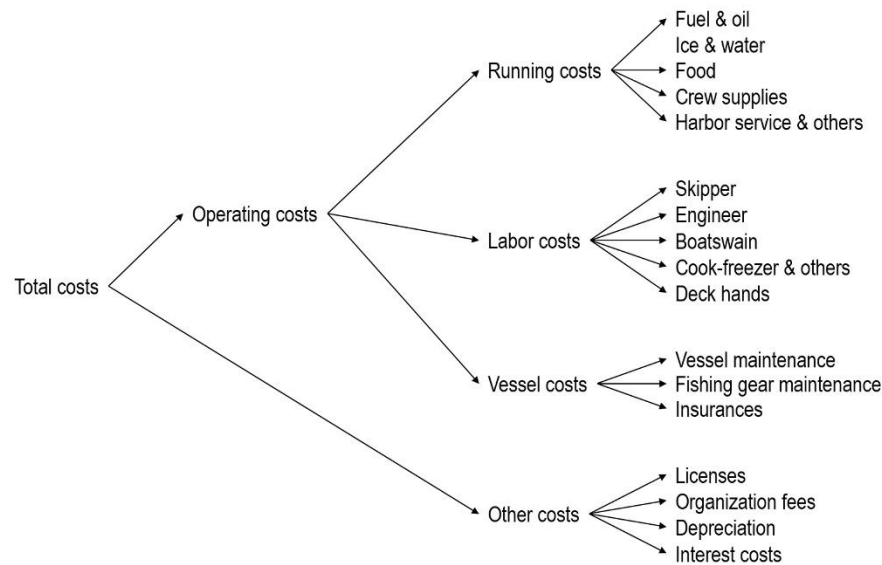 Total costs
Operating costs
Running costs
Fuel & oil
Ice & water
Food
Crew supplies
Harbor service & others
Labor costs
Skipper
Engineer
Boatswain
Cook-freezer & others
Deck hands
Vessel costs
Vessel maintenance
Fishing gear maintenance
Insurances
Other costs
Licenses
Organization fees
Depreciation
Interest costs